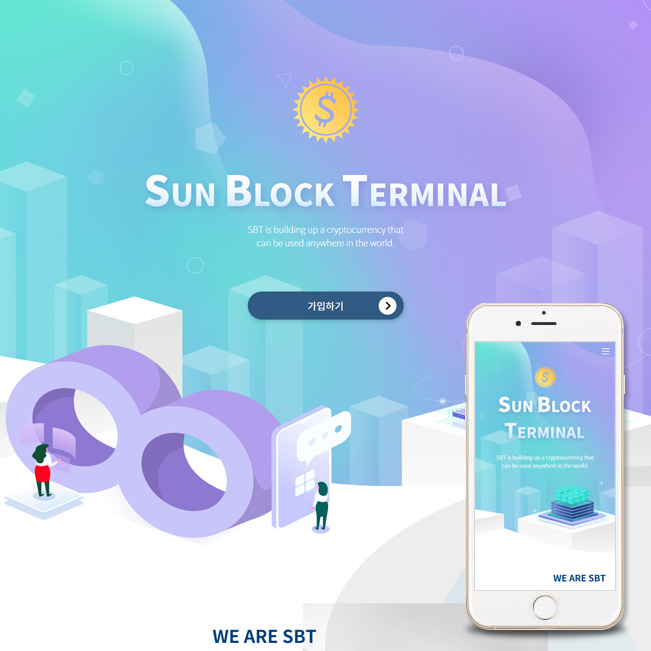 $
SUN BLOCK TERMINAL
SBT is building up a cryptocurrency that
can be used anywhere in the world.
가입하기
$
SUN BLOCK
TERMINAL
SBT is building up a cryptocurrency that
can be used anywhere in the world.
WE ARE SBT
WE ARE SBT